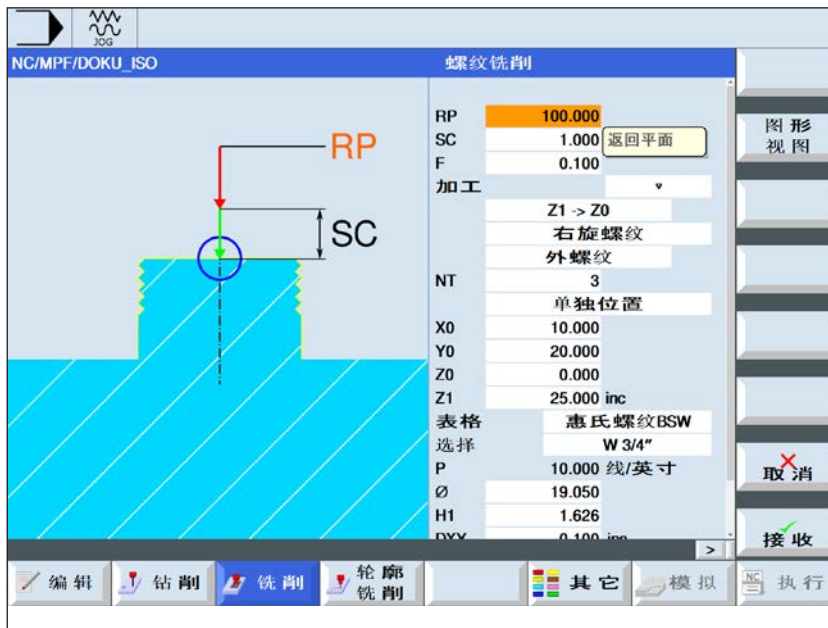 JOG
NC/MPF/DOKU_ISO
螺纹铣削
RP
SC
RP 100.000
SC 1.000 返回平面
F 0.100
加工 ▿
Z1 -> Z0
右旋螺纹
外螺纹
NT 3
单独位置
X0 10.000
Y0 20.000
Z0 0.000
Z1 25.000 inc
表格 惠氏螺纹BSW
选择 W 3/4"
P 10.000 线/英寸
Ø 19.050
H1 1.626
DXY 0.100 inc
>
图形
视图
取消
接收
编辑
钻削
铣削
轮廓
铣削
其它
模拟
NC
执行